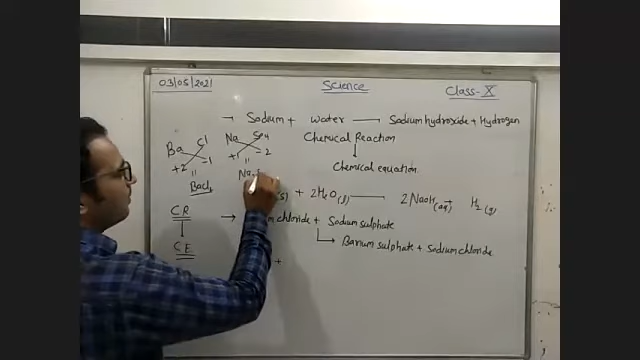 03/05/2021 Science Class-X
→ Sodium + water → Sodium hydroxide + Hydrogen
Ba Cl Na SO4 Chemical Reaction
+2 -1 +1 -2
" "
Chemical equation
BaCl2 Na2
(s) + 2H2O(l) → 2NaOH(aq) + H2(g)
C.R → chloride + Sodium sulphate
C.E. → Barium sulphate + Sodium chloride
+